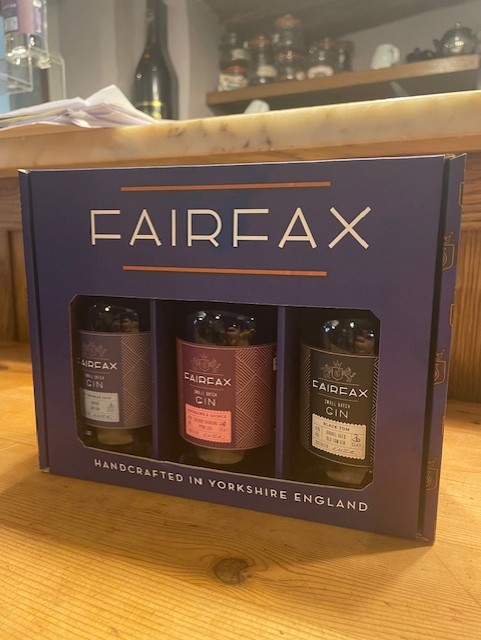 FAIRFAX
FAIRFAX
SMALL BATCH
GIN
FAIRFAX
SMALL BATCH
GIN
FAIRFAX
SMALL BATCH
GIN
BLACK TOM
HANDCRAFTED IN YORKSHIRE ENGLAND